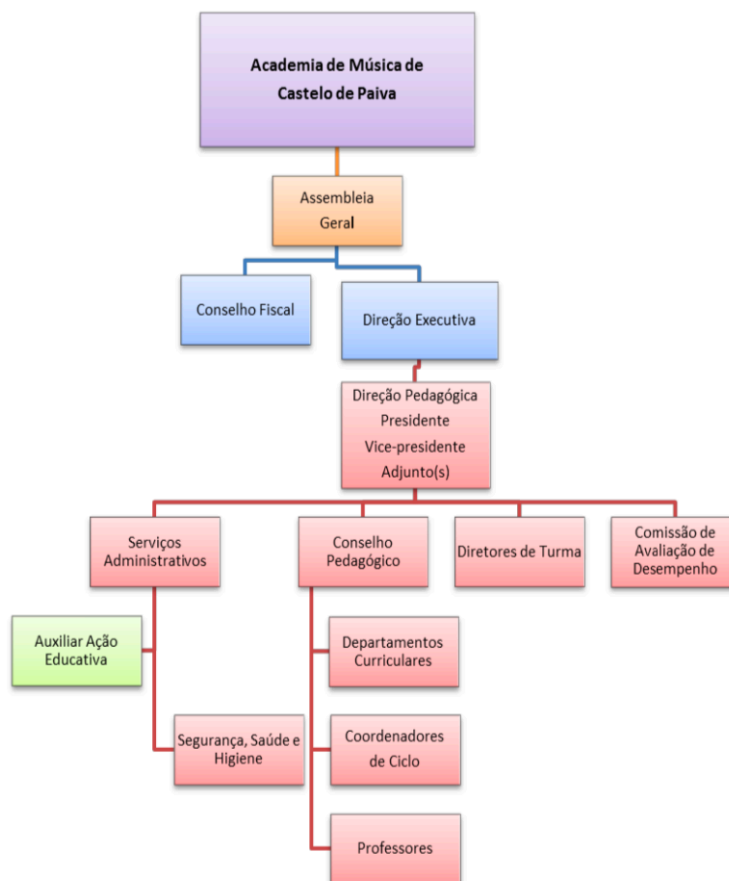 Academia de Música de
Castelo de Paiva
Assembleia
Geral
Conselho Fiscal
Direção Executiva
Direção Pedagógica
Presidente
Vice-presidente
Adjunto(s)
Serviços
Administrativos
Conselho
Pedagógico
Diretores de Turma
Comissão de
Avaliação de
Desempenho
Auxiliar Ação
Educativa
Departamentos
Curriculares
Segurança, Saúde e
Higiene
Coordenadores
de Ciclo
Professores